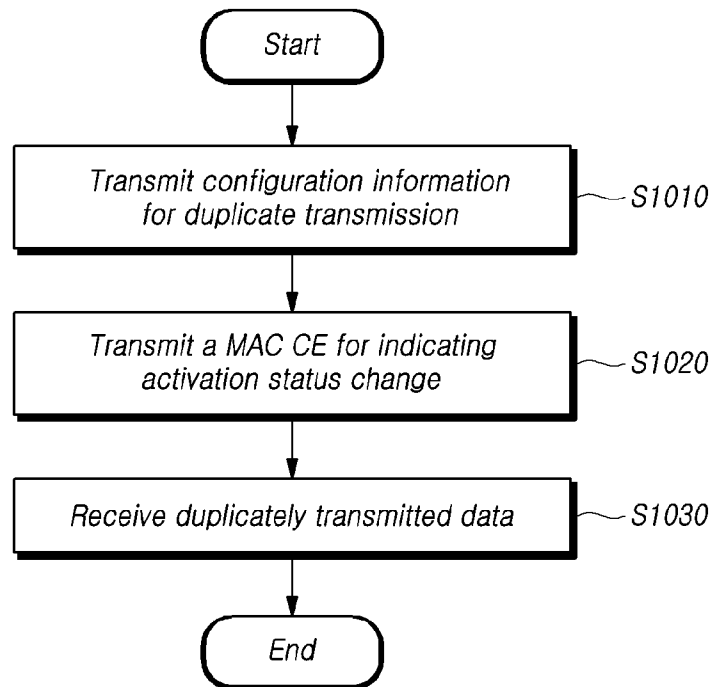 Start
Transmit configuration information
for duplicate transmission
S1010
Transmit a MAC CE for indicating
activation status change
S1020
Receive duplicately transmitted data
S1030
End